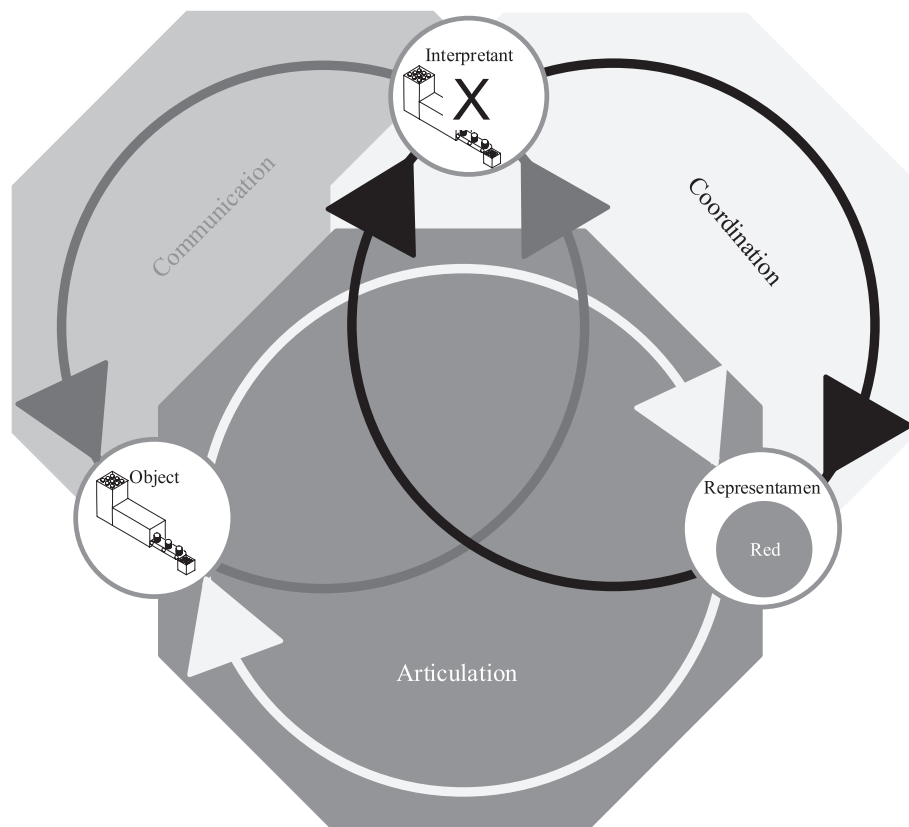 Interpretant
X
Communication
Coordination
Object
Representamen
Red
Articulation